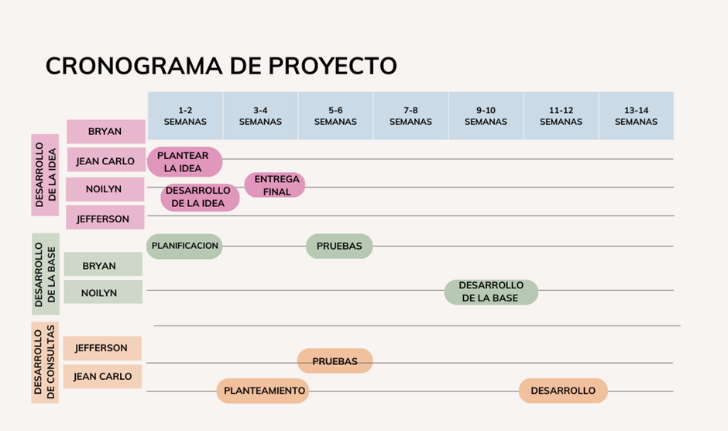 CRONOGRAMA DE PROYECTO
1-2
SEMANAS
3-4
SEMANAS
5-6
SEMANAS
7-8
SEMANAS
9-10
SEMANAS
11-12
SEMANAS
13-14
SEMANAS
DESARROLLO
DE LA IDEA
BRYAN
JEAN CARLO
NOILYN
JEFFERSON
PLANTEAR
LA IDEA
ENTREGA
FINAL
DESARROLLO
DE LA IDEA
DESARROLLO
DE LA BASE
BRYAN
NOILYN
PLANIFICACION
PRUEBAS
DESARROLLO
DE LA BASE
DESARROLLO
DE CONSULTAS
JEFFERSON
JEAN CARLO
PRUEBAS
PLANTEAMIENTO
DESARROLLO